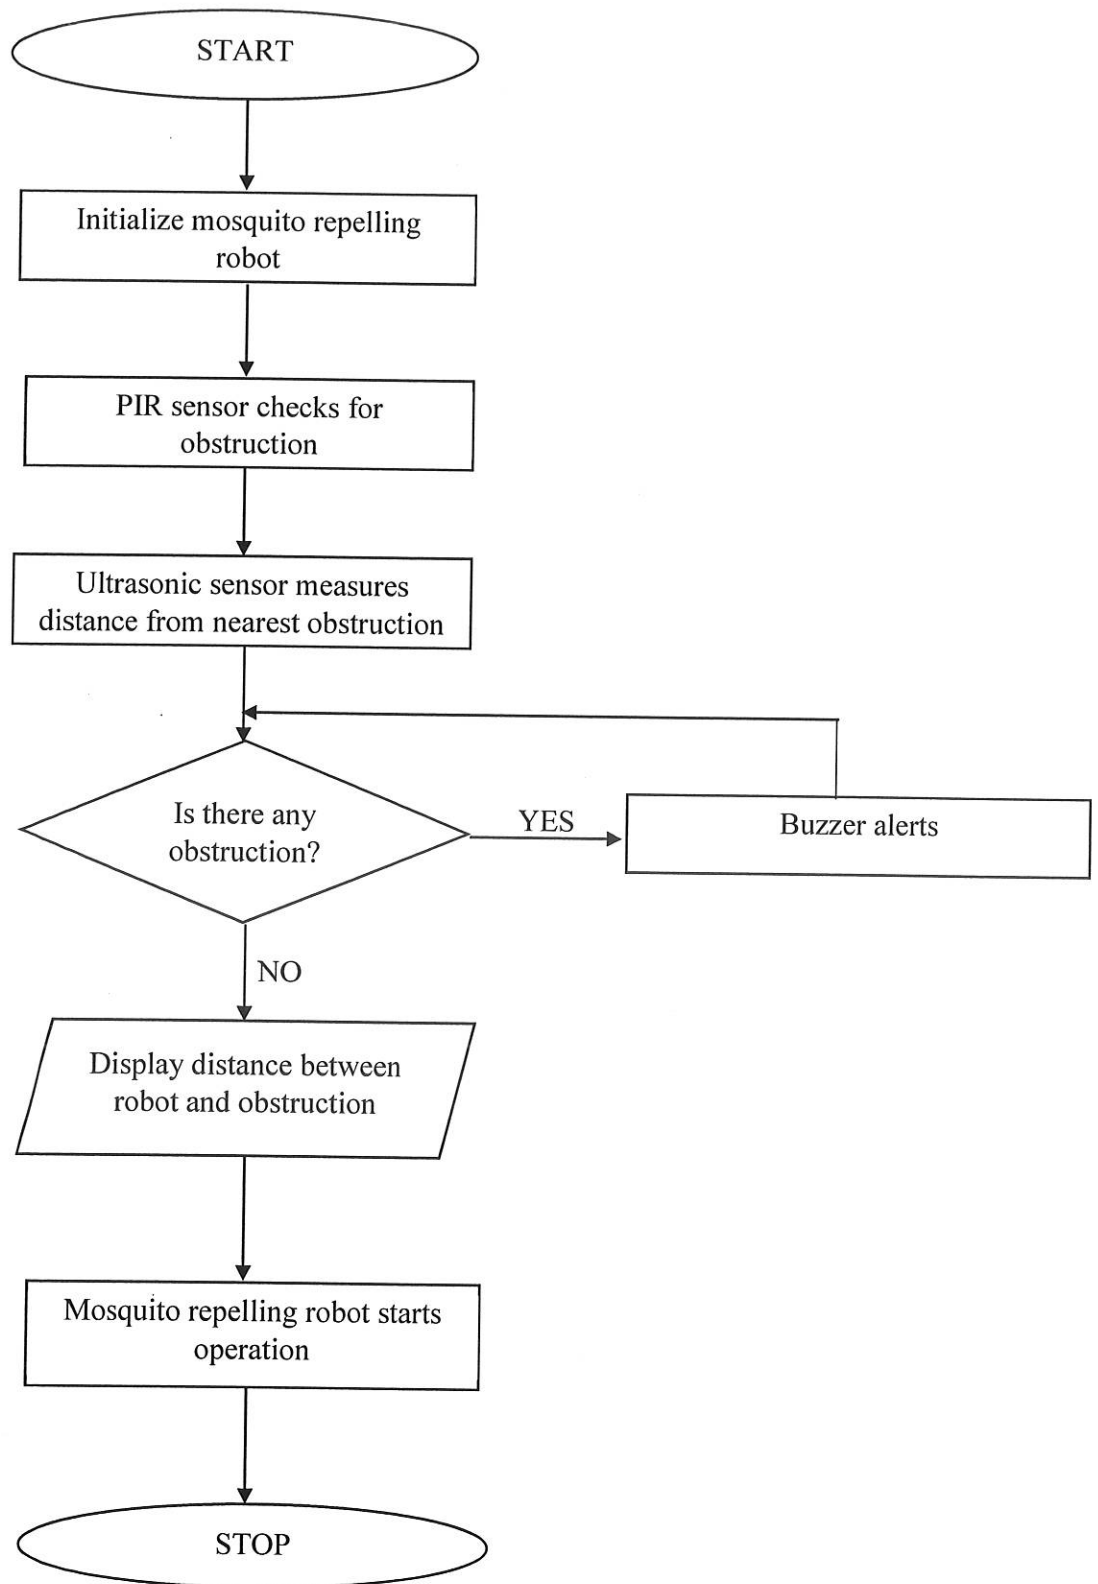 START
Initialize mosquito repelling
robot
PIR sensor checks for
obstruction
Ultrasonic sensor measures
distance from nearest obstruction
Is there any
obstruction?
YES
Buzzer alerts
NO
Display distance between
robot and obstruction
Mosquito repelling robot starts
operation
STOP